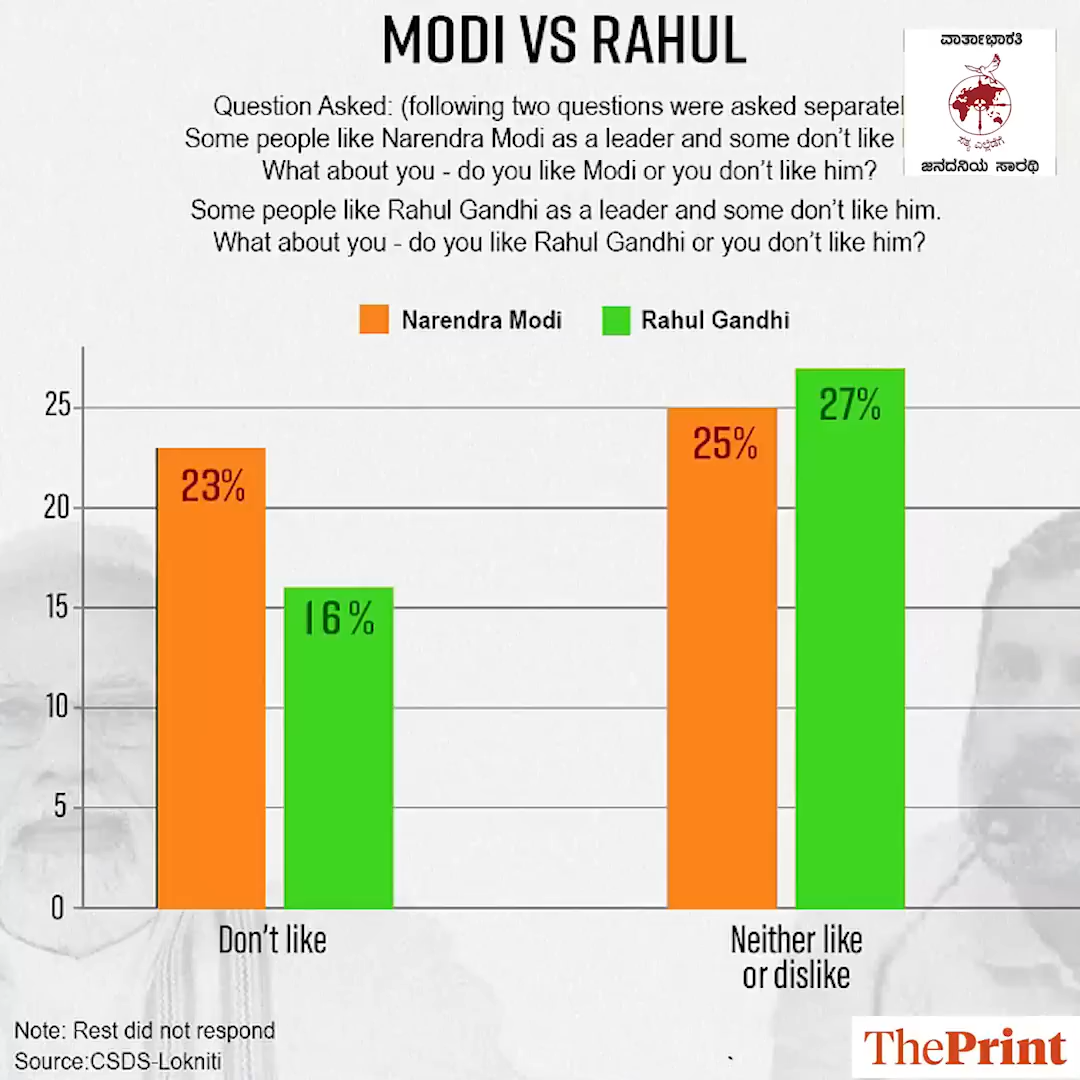 MODI VS RAHUL
ವಾರ್ತಾಭಾರತಿ
ಸತ್ಯ ಎಲ್ಲೆಡೆಗೆ
ಜನದನಿಯ ಸಾರಥಿ
Question Asked: (following two questions were asked separatel
Some people like Narendra Modi as a leader and some don't like
What about you - do you like Modi or you don't like him?
Some people like Rahul Gandhi as a leader and some don't like him.
What about you - do you like Rahul Gandhi or you don't like him?
Narendra Modi Rahul Gandhi
25
20
15
10
5
0
23%
16%
25%
27%
Don't like
Neither like
or dislike
Note: Rest did not respond
Source:CSDS-Lokniti
ThePrint